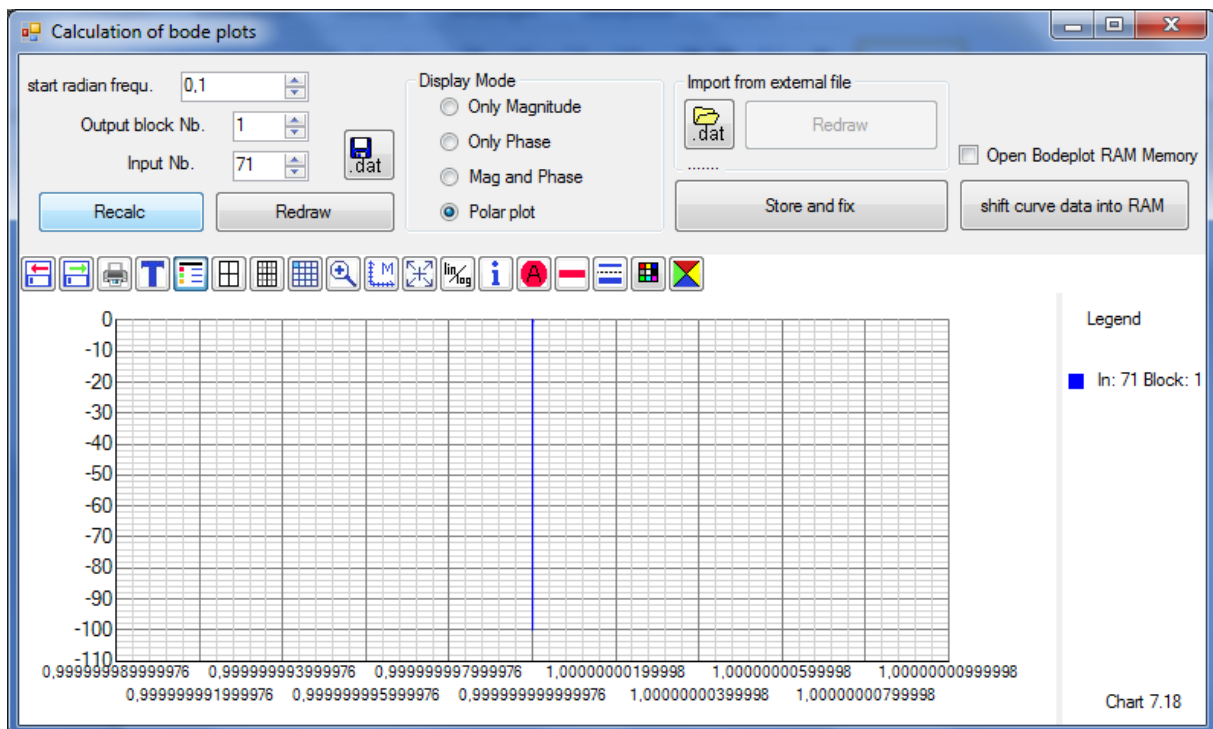 Calculation of bode plots
start radian frequ. 0,1
Output block Nb. 1
Input Nb. 71
.dat
Recalc
Redraw
Display Mode
Only Magnitude
Only Phase
Mag and Phase
Polar plot
Import from external file
.dat
Redraw
.......
Store and fix
Open Bodeplot RAM Memory
shift curve data into RAM
T
M
lin/log
i
A
0
-10
-20
-30
-40
-50
-60
-70
-80
-90
-100
-110
0,999999989999976 0,999999993999976 0,999999997999976 1,00000000199998 1,00000000599998 1,00000000999998
0,999999991999976 0,999999995999976 0,999999999999976 1,00000000399998 1,00000000799998
Legend
In: 71 Block: 1
Chart 7.18